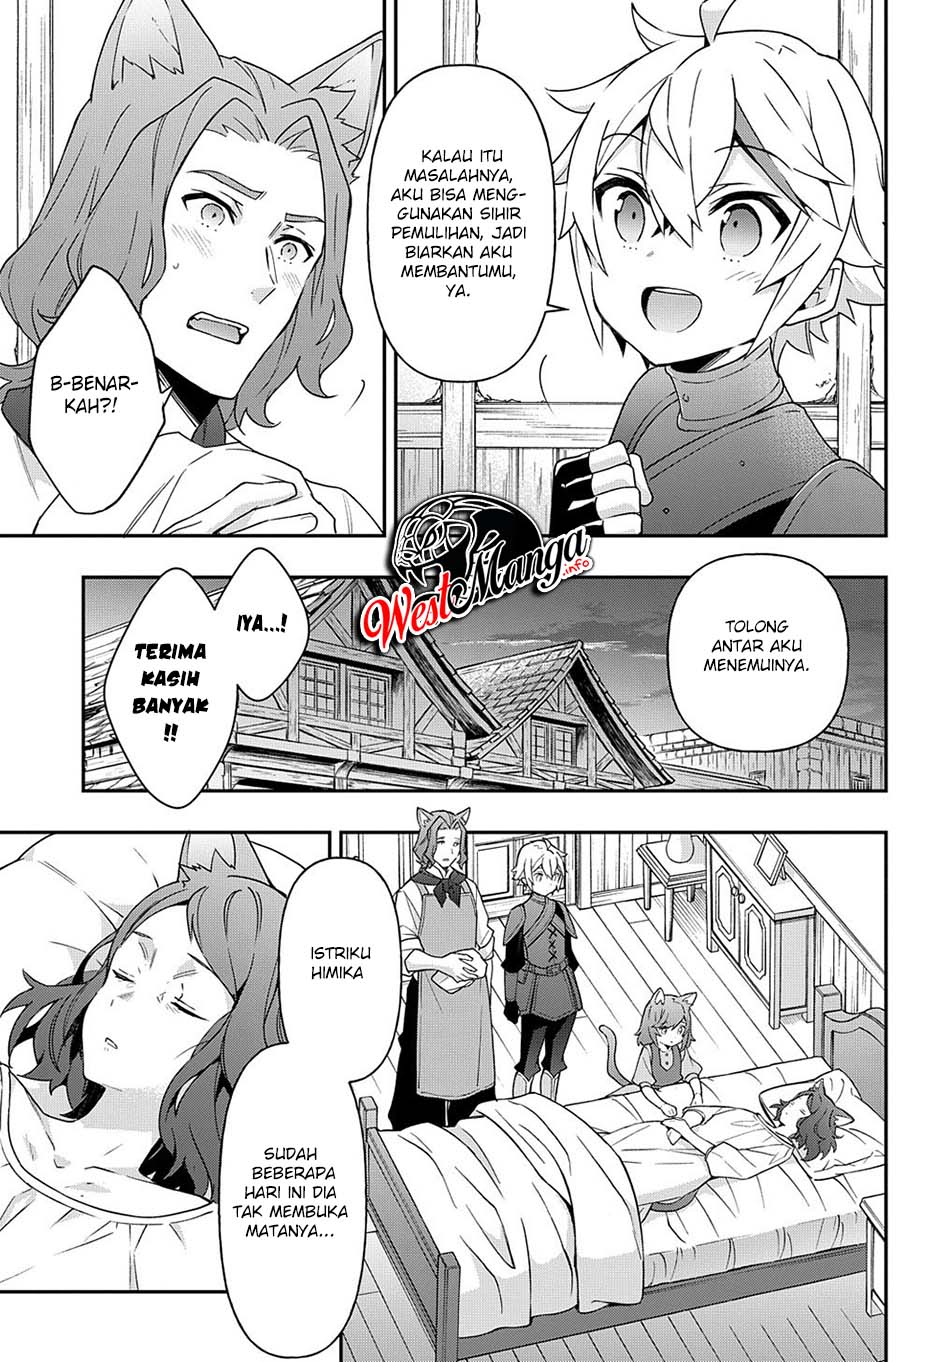 KALAU ITU
MASALAHNYA,
AKU BISA MENG-
GUNAKAN SIHIR
PEMULIHAN, JADI
BIARKAN AKU
MEMBANTUMU,
YA.
B-BENAR-
KAH?!
WestManga
.info
TOLONG
ANTAR AKU
MENEMUINYA.
IYA...!
TERIMA
KASIH
BANYAK
!!
ISTRIKU
HIMIKA
SUDAH
BEBERAPA
HARI INI DIA
TAK MEMBUKA
MATANYA...